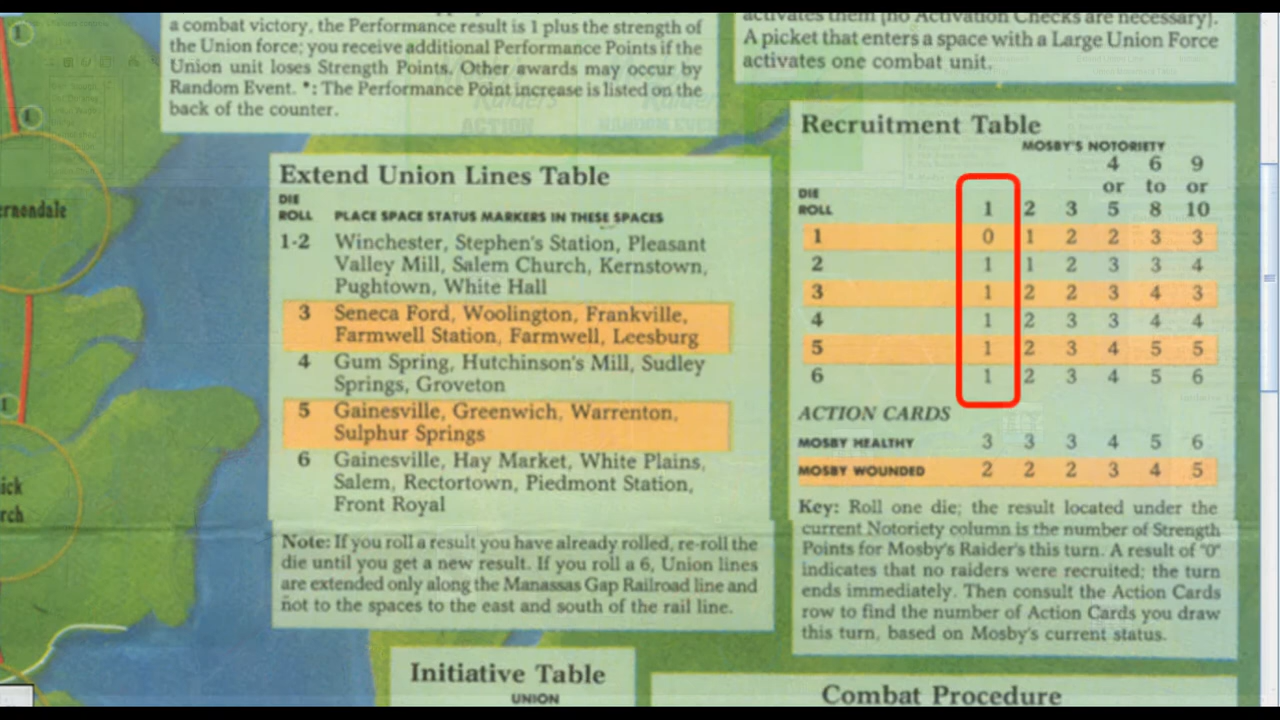 1
a combat victory, the Performance result is 1 plus the strength of
the Union force; you receive additional Performance Points if the
Union unit loses Strength Points. Other awards may occur by
Random Event. *: The Performance Point increase is listed on the
back of the counter.
activates them (no Activation Checks are necessary).
A picket that enters a space with a Large Union Force
activates one combat unit.
1
ernondale
1
ick
rch
Extend Union Lines Table
DIE
ROLL PLACE SPACE STATUS MARKERS IN THESE SPACES
1-2 Winchester, Stephen's Station, Pleasant
Valley Mill, Salem Church, Kernstown,
Pughtown, White Hall
3 Seneca Ford, Woolington, Frankville,
Farmwell Station, Farmwell, Leesburg
4 Gum Spring, Hutchinson's Mill, Sudley
Springs, Groveton
5 Gainesville, Greenwich, Warrenton,
Sulphur Springs
6 Gainesville, Hay Market, White Plains,
Salem, Rectortown, Piedmont Station,
Front Royal
Note: If you roll a result you have already rolled, re-roll the
die until you get a new result. If you roll a 6, Union lines
are extended only along the Manassas Gap Railroad line and
not to the spaces to the east and south of the rail line.
Recruitment Table
MOSBY'S NOTORIETY
4 6 9
or to or
DIE
ROLL 1 2 3 5 8 10
1 0 1 2 2 3 3
2 1 1 2 3 3 4
3 1 2 2 3 4 3
4 1 2 3 3 4 4
5 1 2 3 4 5 5
6 1 2 3 4 5 6
ACTION CARDS
MOSBY HEALTHY 3 3 3 4 5 6
MOSBY WOUNDED 2 2 2 3 4 5
Key: Roll one die; the result located under the
current Notoriety column is the number of Strength
Points for Mosby's Raider's this turn. A result of "0"
indicates that no raiders were recruited; the turn
ends immediately. Then consult the Action Cards
row to find the number of Action Cards you draw
this turn, based on Mosby's current status.
Initiative Table
UNION
Combat Procedure
Raiders
ACTION
Raiders
RANDOM EVENT